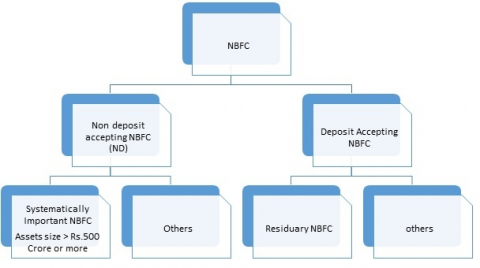 NBFC
Non deposit
accepting NBFC
(ND)
Deposit Accepting
NBFC
Systematically
Important NBFC
Assets size > Rs.500
Crore or more
Others
Residuary NBFC
others